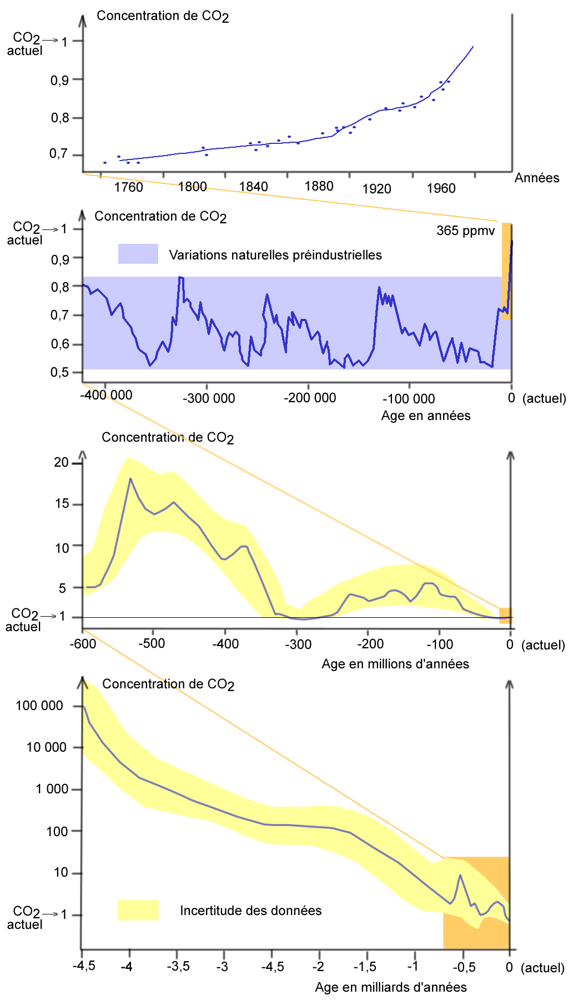 Concentration de CO2
CO2
actuel
1
0,9
0,8
0,7
1760 1800 1840 1880 1920 1960
Années
Concentration de CO2
CO2
actuel
1
365 ppmv
Variations naturelles préindustrielles
0,9
0,8
0,7
0,6
0,5
-400 000 -300 000 -200 000 -100 000 0 (actuel)
Age en années
Concentration de CO2
20
15
10
5
CO2
actuel
1
-600 -500 -400 -300 -200 -100 0 (actuel)
Age en millions d'années
Concentration de CO2
100 000
10 000
1 000
100
10
CO2
actuel
1
Incertitude des données
-4,5 -4 -3,5 -3 -4,5 -2 -1,5 -1 -0,5 0 (actuel)
Age en milliards d'années